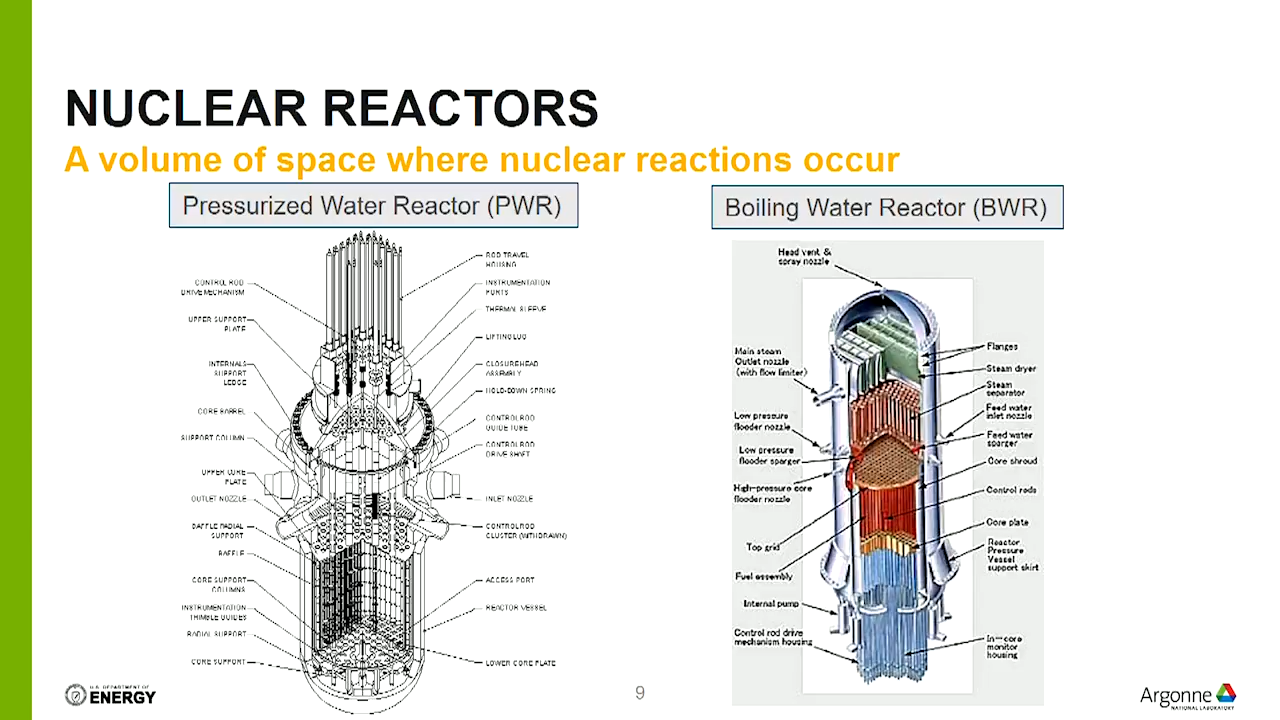 NUCLEAR REACTORS
A volume of space where nuclear reactions occur
Pressurized Water Reactor (PWR)
CONTROL ROD
DRIVE MECHANISM
UPPER SUPPORT
PLATE
INTERNALS
SUPPORT
LEDGE
CORE BARREL
SUPPORT COLUMN
UPPER CORE
PLATE
OUTLET NOZZLE
BAFFLE RADIAL
SUPPORT
BAFFLE
CORE SUPPORT
COLUMNS
INSTRUMENTATION
THIMBLE GUIDES
RADIAL SUPPORT
CORE SUPPORT
ROD TRAVEL
HOUSING
INSTRUMENTATION
PORTS
THERMAL SLEEVE
LIFTING LUG
CLOSURE HEAD
ASSEMBLY
HOLD-DOWN SPRING
CONTROL ROD
GUIDE TUBE
CONTROL ROD
DRIVE SHAFT
INLET NOZZLE
CONTROL ROD
CLUSTER (WITHDRAWN)
ACCESS PORT
REACTOR VESSEL
LOWER CORE PLATE
Boiling Water Reactor (BWR)
Head vent &
spray nozzle
Main steam
Outlet nozzle
(with flow limiter)
Low pressure
flooder nozzle
Low pressure
flooder sparger
High-pressure core
flooder nozzle
Top grid
Fuel assembly
Internal pump
Control rod drive
mechanism housing
Flanges
Steam dryer
Steam
separator
Feed water
inlet nozzle
Feed water
sparger
Core shroud
Control rods
Core plate
Reactor
Pressure
Vessel
support skirt
In-core
monitor
housing
U.S. DEPARTMENT OF
ENERGY
9
Argonne
NATIONAL LABORATORY